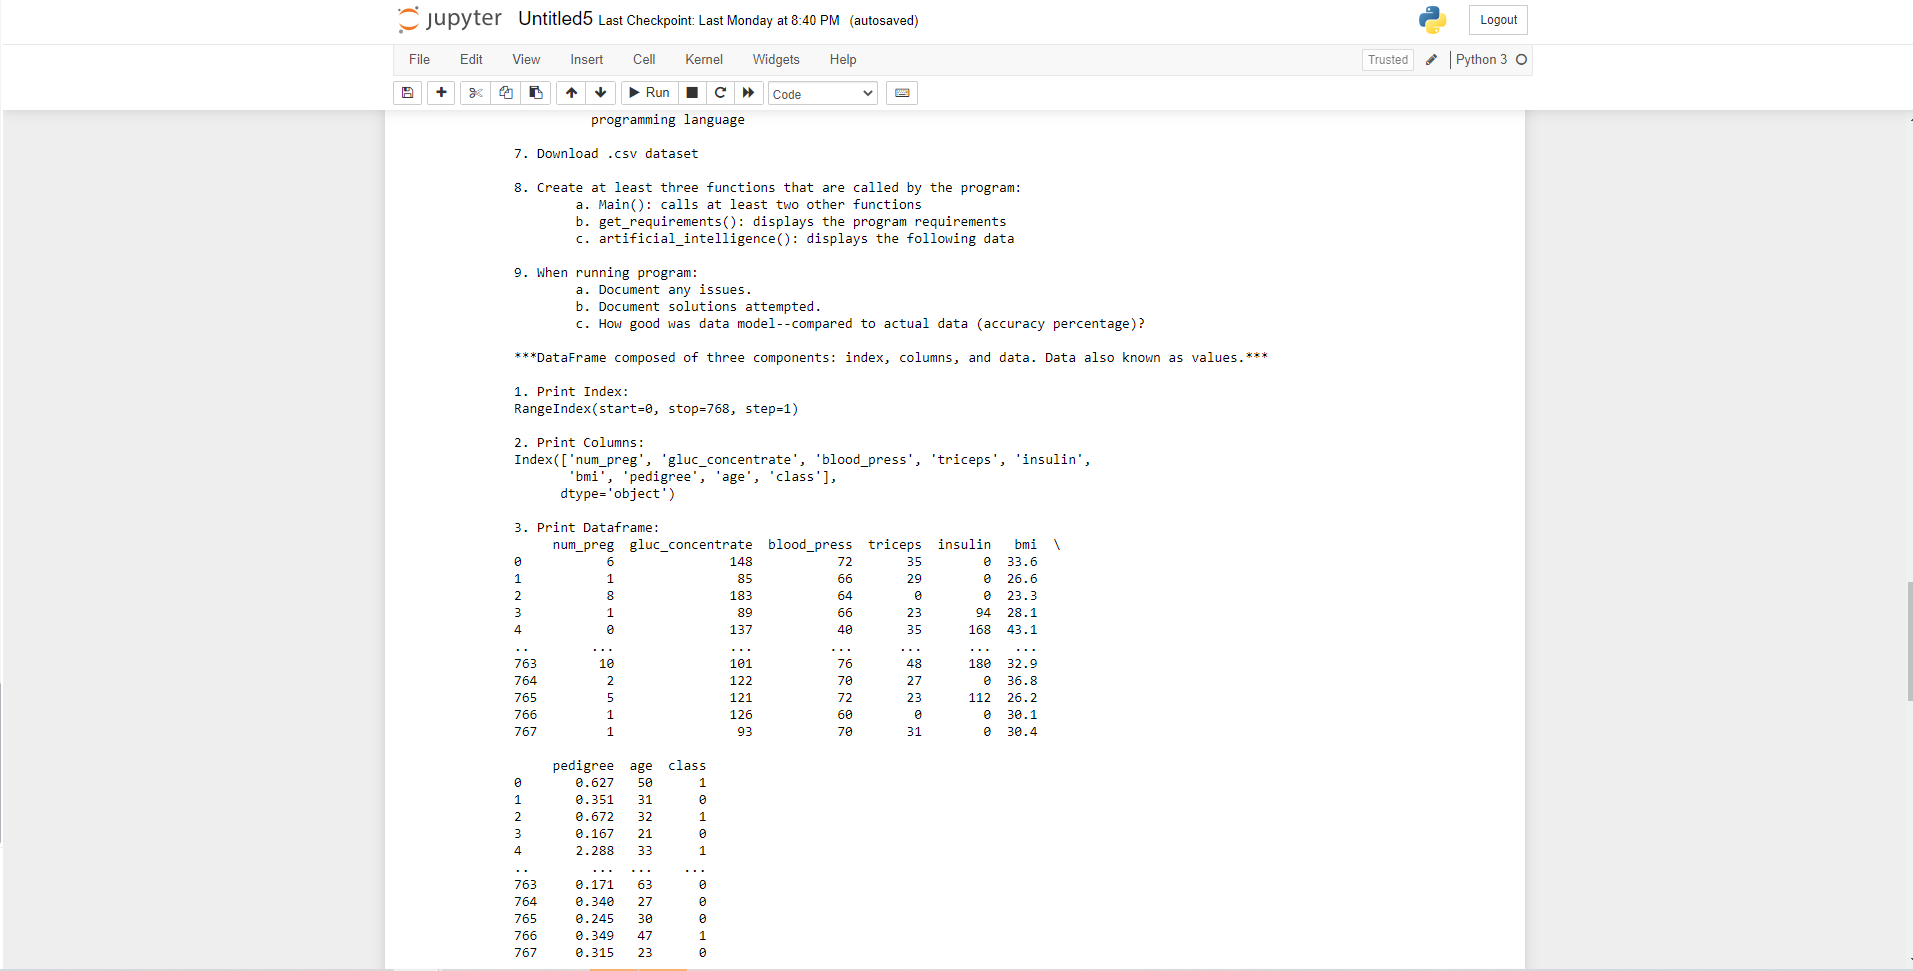 jupyter Untitled5 Last Checkpoint: Last Monday at 8:40 PM (autosaved)
Logout
File Edit View Insert Cell Kernel Widgets Help
Trusted Python 3
Run Code
programming language
7. Download .csv dataset
8. Create at least three functions that are called by the program:
a. Main(): calls at least two other functions
b. get_requirements(): displays the program requirements
c. artificial_intelligence(): displays the following data
9. When running program:
a. Document any issues.
b. Document solutions attempted.
c. How good was data model--compared to actual data (accuracy percentage)?
***DataFrame composed of three components: index, columns, and data. Data also known as values.***
1. Print Index:
RangeIndex(start=0, stop=768, step=1)
2. Print Columns:
Index(['num_preg', 'gluc_concentrate', 'blood_press', 'triceps', 'insulin',
'bmi', 'pedigree', 'age', 'class'],
dtype='object')
3. Print Dataframe:
num_preg gluc_concentrate blood_press triceps insulin bmi \
0 6 148 72 35 0 33.6
1 1 85 66 29 0 26.6
2 8 183 64 0 0 23.3
3 1 89 66 23 94 28.1
4 0 137 40 35 168 43.1
.. ... ... ... ... ... ...
763 10 101 76 48 180 32.9
764 2 122 70 27 0 36.8
765 5 121 72 23 112 26.2
766 1 126 60 0 0 30.1
767 1 93 70 31 0 30.4
pedigree age class
0 0.627 50 1
1 0.351 31 0
2 0.672 32 1
3 0.167 21 0
4 2.288 33 1
.. ... ... ...
763 0.171 63 0
764 0.340 27 0
765 0.245 30 0
766 0.349 47 1
767 0.315 23 0